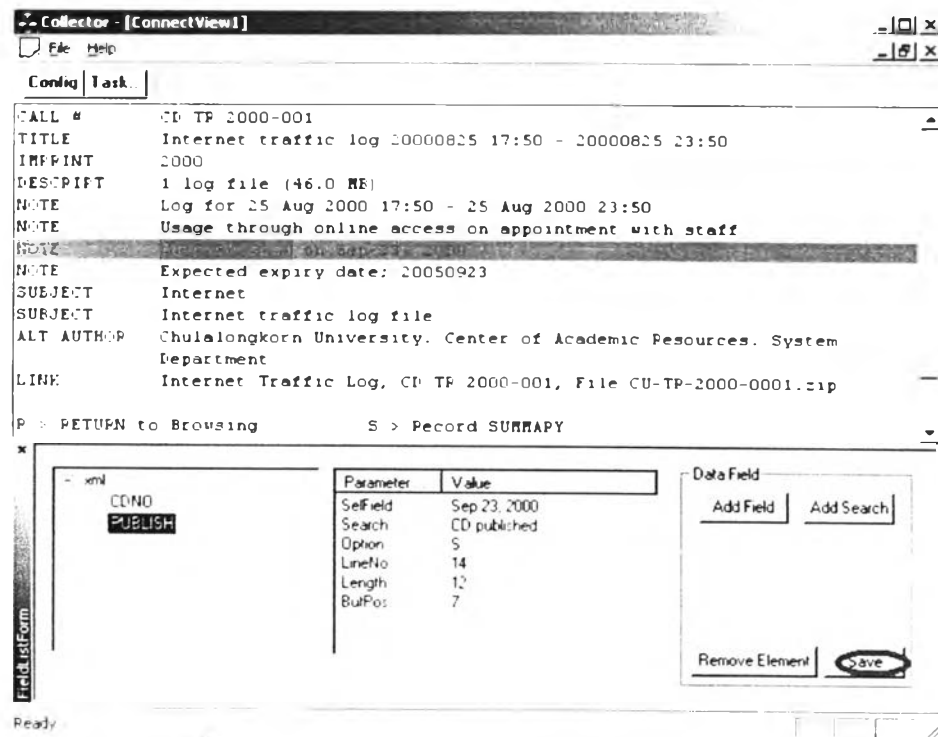 Collector - [ConnectView1]
File Help
Config Task..
CALL # CD TR 2000-001
TITLE Internet traffic log 20000825 17:50 - 20000825 23:50
IMPRINT 2000
DESCRIPT 1 log file (46.0 MB)
NOTE Log for 25 Aug 2000 17:50 - 25 Aug 2000 23:50
NOTE Usage through online access on appointment with staff
NOTE
NOTE Expected expiry date: 20050923
SUBJECT Internet
SUBJECT Internet traffic log file
ALT AUTHOR Chulalongkorn University. Center of Academic Resources. System
Department
LINK Internet Traffic Log, CD TR 2000-001, File CU-TR-2000-0001.zip
R > RETURN to Browsing S > Record SUMMARY
xml
CDNO
PUBLISH
Parameter Value
SelField Sep 23, 2000
Search CD published
Option S
LineNo 14
Length 12
BufPos 7
Data Field
Add Field Add Search
Remove Element Save
FieldListForm
Ready